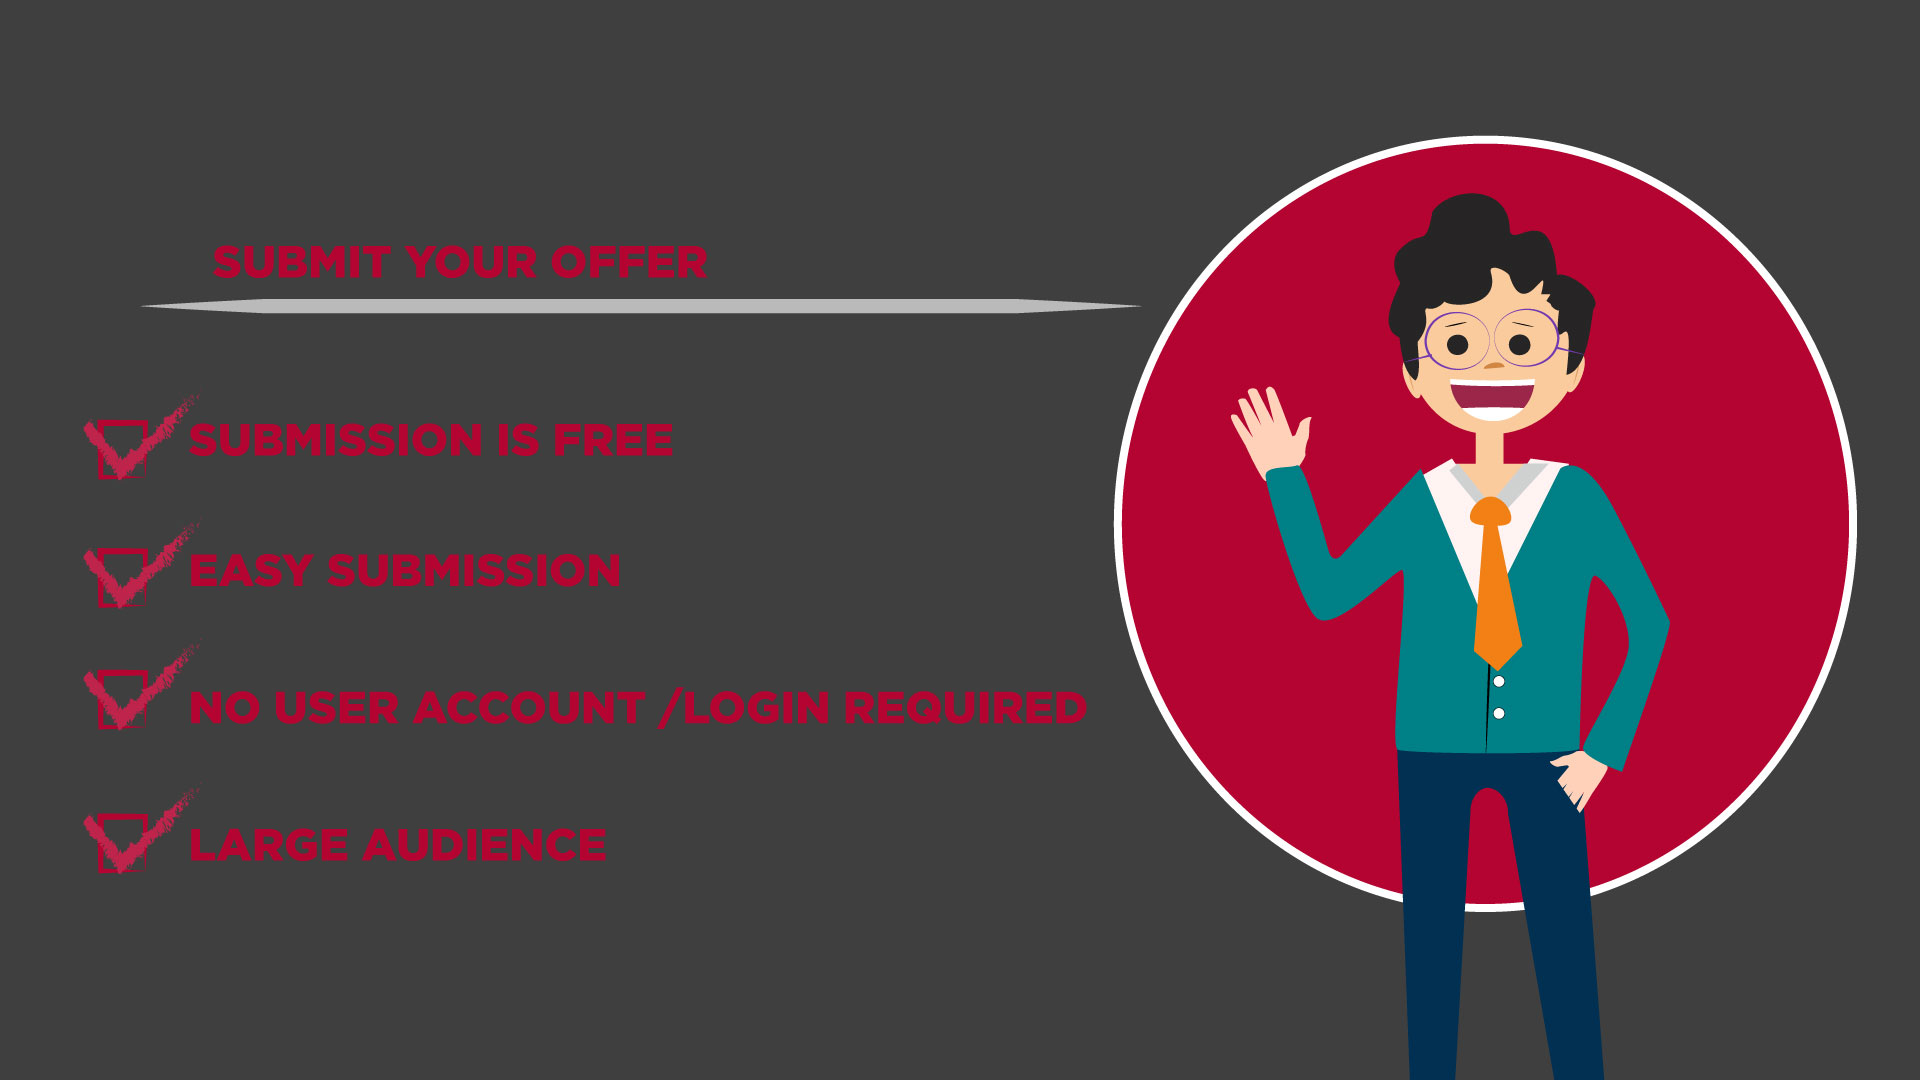 SUBMIT YOUR OFFER
SUBMISSION IS FREE
EASY SUBMISSION
NO USER ACCOUNT /LOGIN REQUIRED
LARGE AUDIENCE